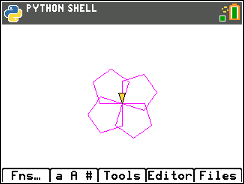 PYTHON SHELL
Fns… a A # Tools Editor Files